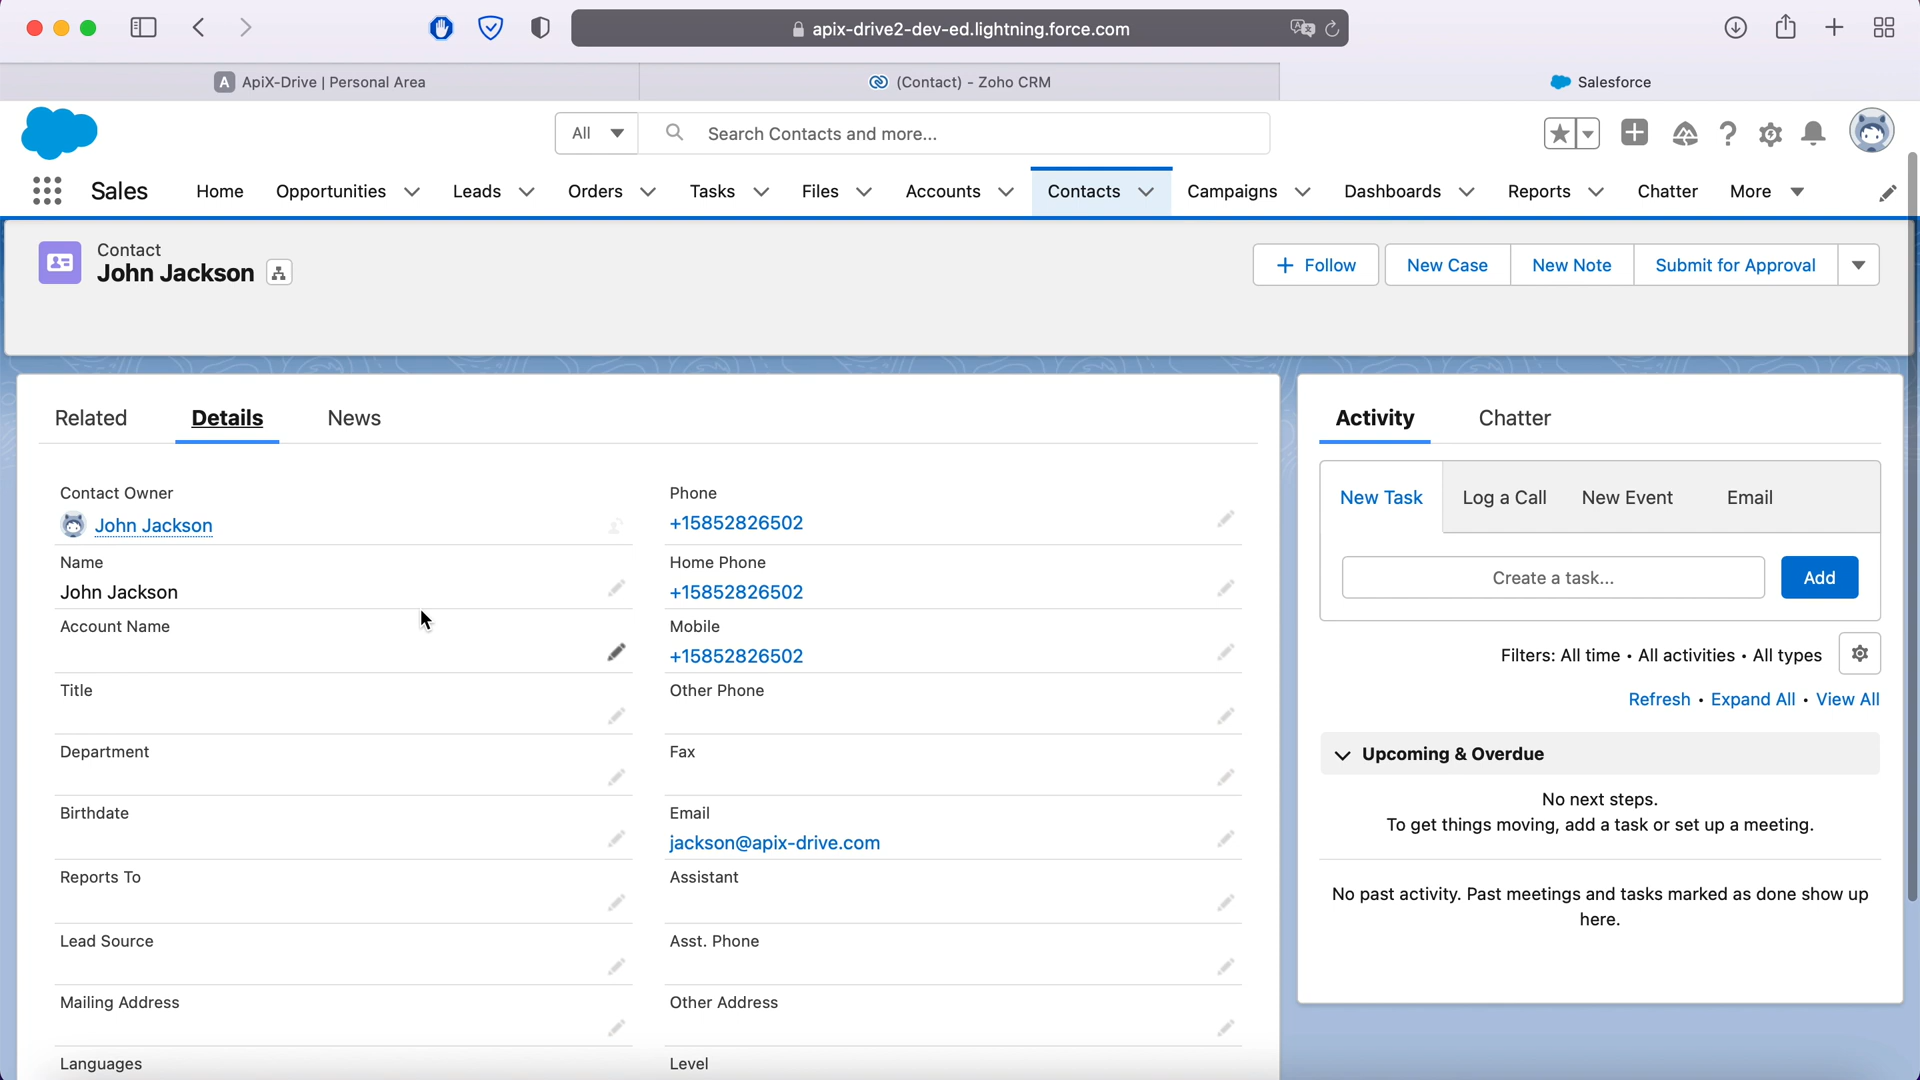 apix-drive2-dev-ed.lightning.force.com
A ApiX-Drive | Personal Area
(Contact) - Zoho CRM
Salesforce
All
Search Contacts and more...
Sales
Home
Opportunities
Leads
Orders
Tasks
Files
Accounts
Contacts
Campaigns
Dashboards
Reports
Chatter
More
Contact
John Jackson
Follow
New Case
New Note
Submit for Approval
Related
Details
News
Contact Owner
John Jackson
Name
John Jackson
Account Name
Title
Department
Birthdate
Reports To
Lead Source
Mailing Address
Languages
Phone
+15852826502
Home Phone
+15852826502
Mobile
+15852826502
Other Phone
Fax
Email
jackson@apix-drive.com
Assistant
Asst. Phone
Other Address
Level
Activity
Chatter
New Task
Log a Call
New Event
Email
Create a task...
Add
Filters: All time • All activities • All types
Refresh • Expand All • View All
Upcoming & Overdue
No next steps.
To get things moving, add a task or set up a meeting.
No past activity. Past meetings and tasks marked as done show up
here.